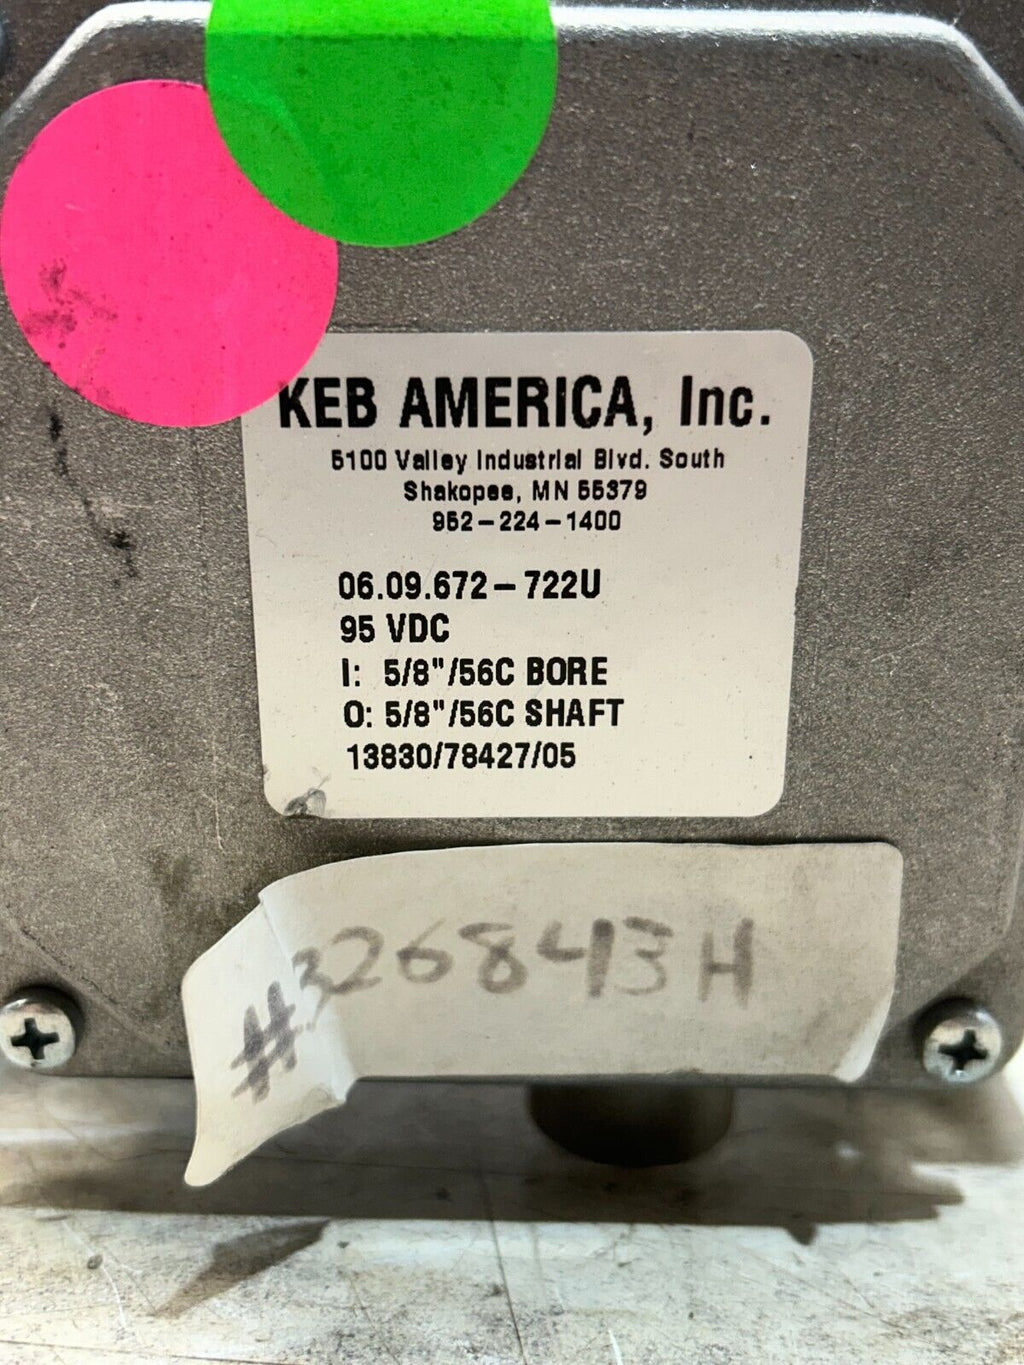 KEB AMERICA, Inc.
5100 Valley Industrial Blvd. South
Shakopee, MN 55379
952-224-1400
06.09.672-722U
95 VDC
I: 5/8"/56C BORE
O: 5/8"/56C SHAFT
13830/78427/05
#326843H